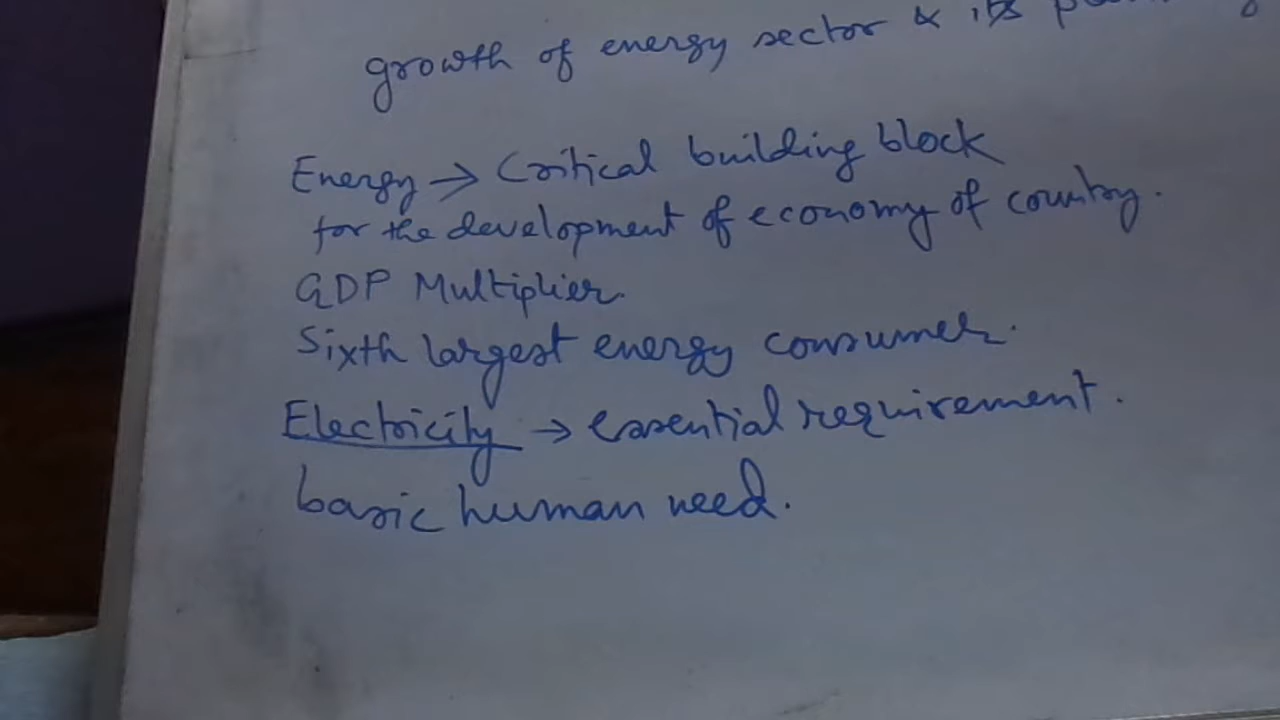 growth of energy sector & its
Energy → Critical building block
for the development of economy of country.
GDP Multiplier.
Sixth largest energy consumer.
Electricity → essential requirement.
basic human need.